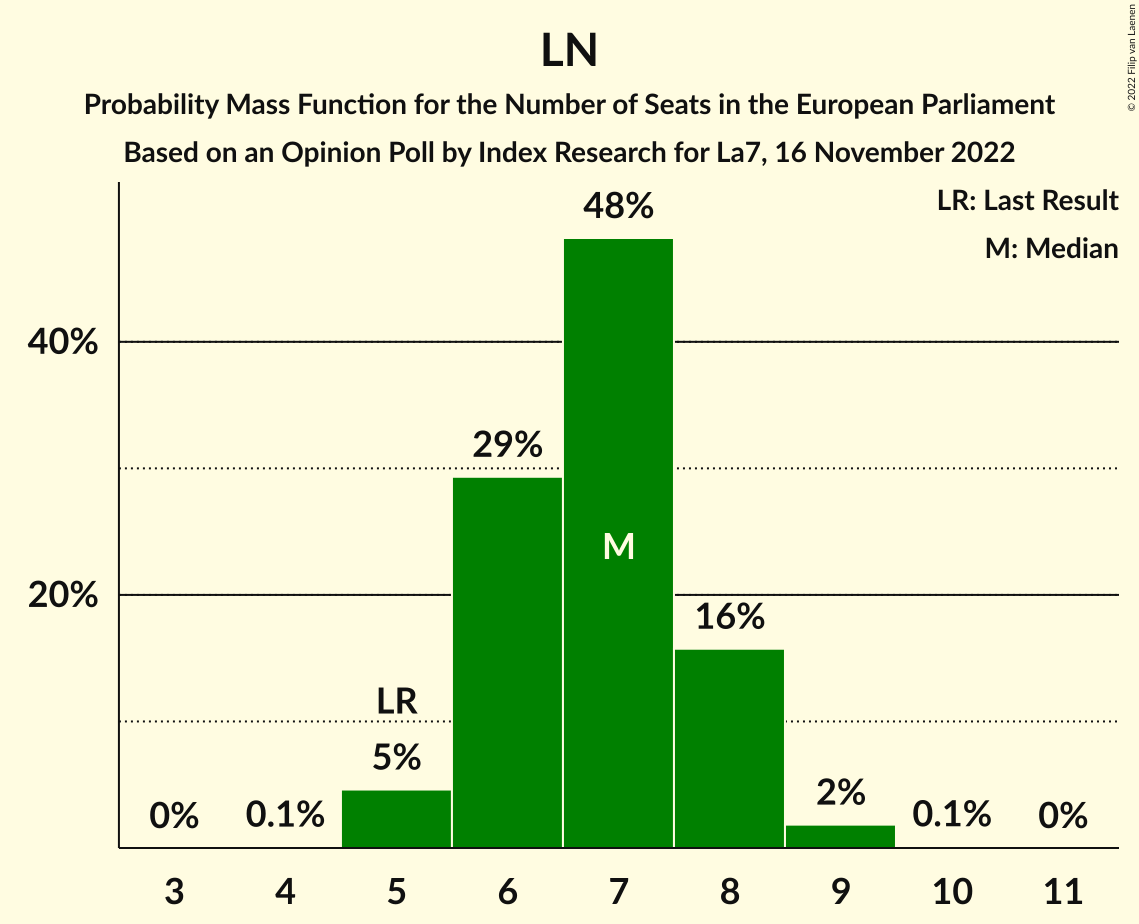 LN
Probability Mass Function for the Number of Seats in the European Parliament
Based on an Opinion Poll by Index Research for La7, 16 November 2022
© 2022 Filip van Laenen
LR: Last Result
M: Median
48%
40%
29%
M
20%
16%
LR
5%
2%
0%
0.1%
0.1%
0%
3 4 5 6 7 8 9 10 11